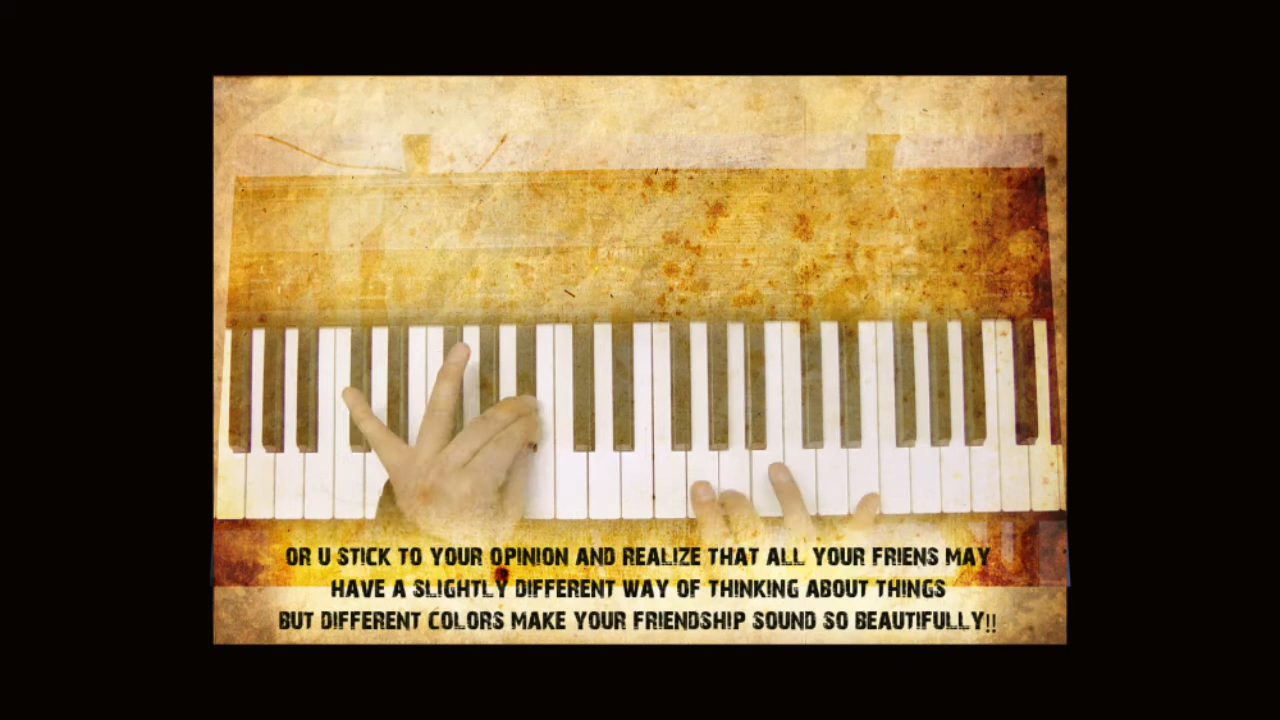 OR U STICK TO YOUR OPINION AND REALIZE THAT ALL YOUR FRIENS MAY
HAVE A SLIGHTLY DIFFERENT WAY OF THINKING ABOUT THINGS
BUT DIFFERENT COLORS MAKE YOUR FRIENDSHIP SOUND SO BEAUTIFULLY!!